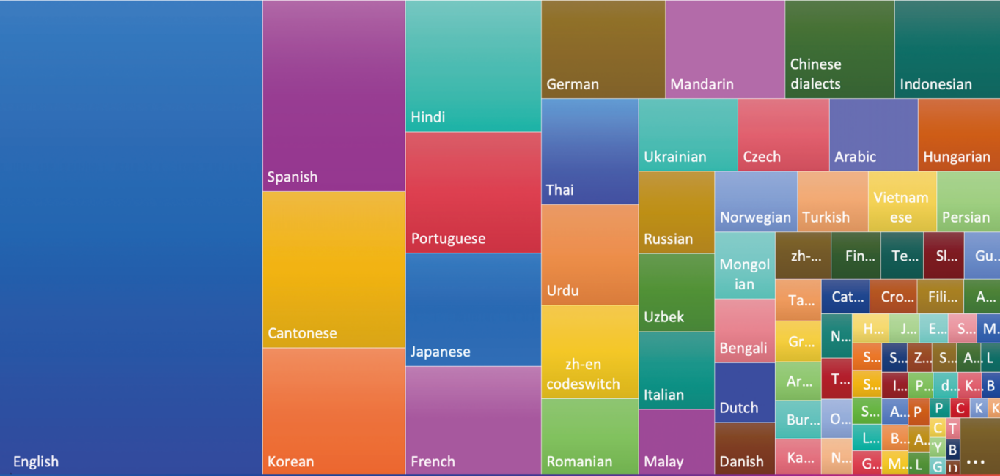 English
Spanish
Cantonese
Korean
Hindi
Portuguese
Japanese
French
German
Mandarin
Chinese
dialects
Indonesian
Thai
Urdu
zh-en
codeswitch
Romanian
Ukrainian
Czech
Arabic
Hungarian
Russian
Uzbek
Italian
Malay
Norwegian
Turkish
Vietnam
ese
Persian
Mongol
ian
Bengali
Dutch
Danish
zh-...
Fin...
Te...
Sl...
Gu...
Ta...
Cat...
Cro...
Fili...
A...
Gr...
Ar...
Bur...
Ka...
N...
T...
O...
N...
H...
J...
E...
S...
M.
S...
S...
Z...
S...
A...
L
S...
I...
P...
d...
K...
B
S...
A...
P
P
C
K
K
L...
B...
A...
C
T
Y
B
G...
M...
L
G
...